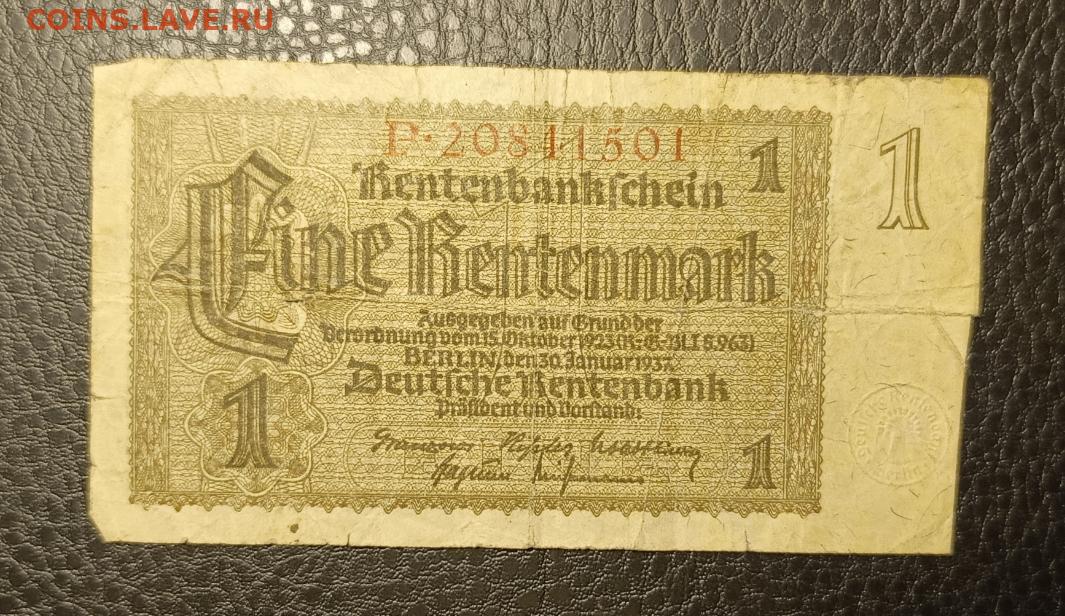 COINS.LAVE.RU
P·20841501
1
1
Rentenbankschein
Eine Rentenmark
Ausgegeben auf Grund der
Verordnung vom 15. Oktober 1923 (R-G-Bl I S. 963)
BERLIN, den 30. Januar 1937
Deutsche Rentenbank
Präsident und Vorstand:
1
1